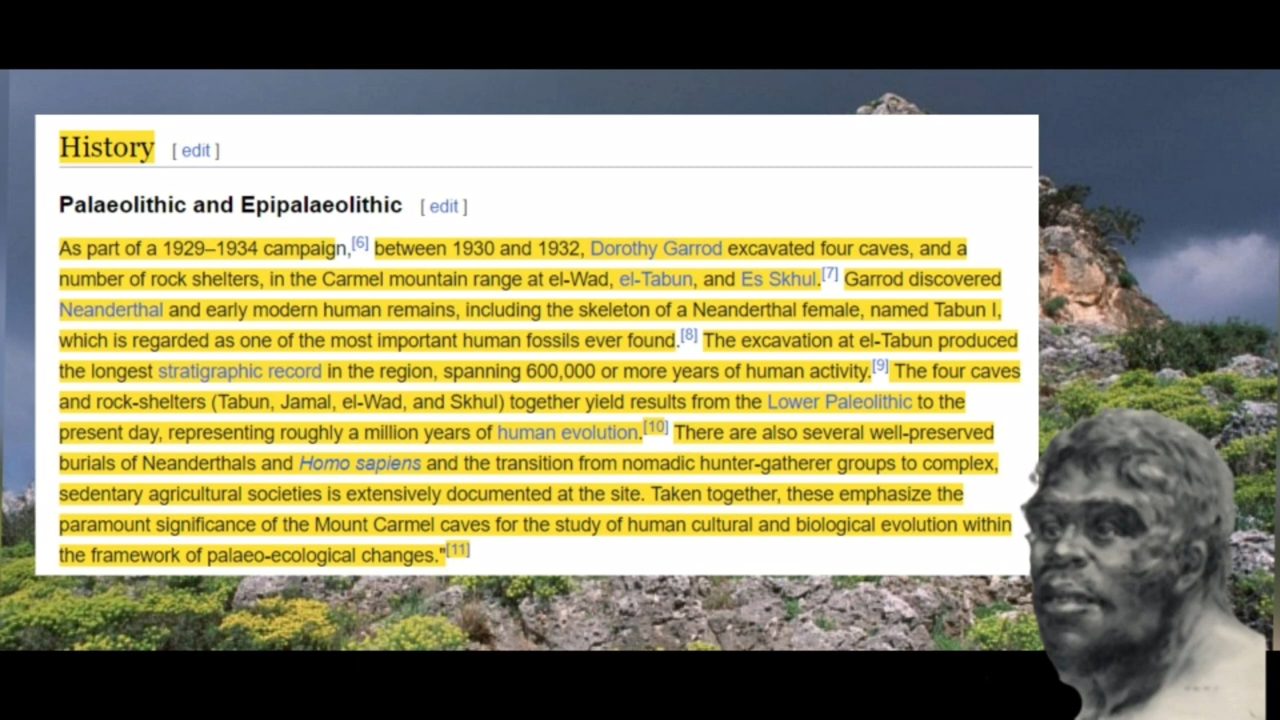 History [ edit ]
Palaeolithic and Epipalaeolithic [ edit ]
As part of a 1929–1934 campaign,[6] between 1930 and 1932, Dorothy Garrod excavated four caves, and a
number of rock shelters, in the Carmel mountain range at el-Wad, el-Tabun, and Es Skhul.[7] Garrod discovered
Neanderthal and early modern human remains, including the skeleton of a Neanderthal female, named Tabun I,
which is regarded as one of the most important human fossils ever found.[8] The excavation at el-Tabun produced
the longest stratigraphic record in the region, spanning 600,000 or more years of human activity.[9] The four caves
and rock-shelters (Tabun, Jamal, el-Wad, and Skhul) together yield results from the Lower Paleolithic to the
present day, representing roughly a million years of human evolution.[10] There are also several well-preserved
burials of Neanderthals and Homo sapiens and the transition from nomadic hunter-gatherer groups to complex,
sedentary agricultural societies is extensively documented at the site. Taken together, these emphasize the
paramount significance of the Mount Carmel caves for the study of human cultural and biological evolution within
the framework of palaeo-ecological changes."[11]